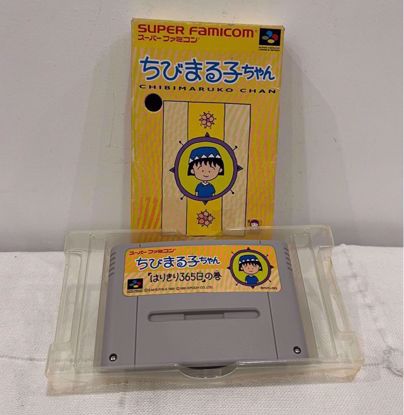 SUPER FAMICOM
スーパーファミコン
ちびまる子ちゃん
CHIBIMARUKO CHAN
スーパーファミコン
ちびまる子ちゃん
「はりきり365日」の巻